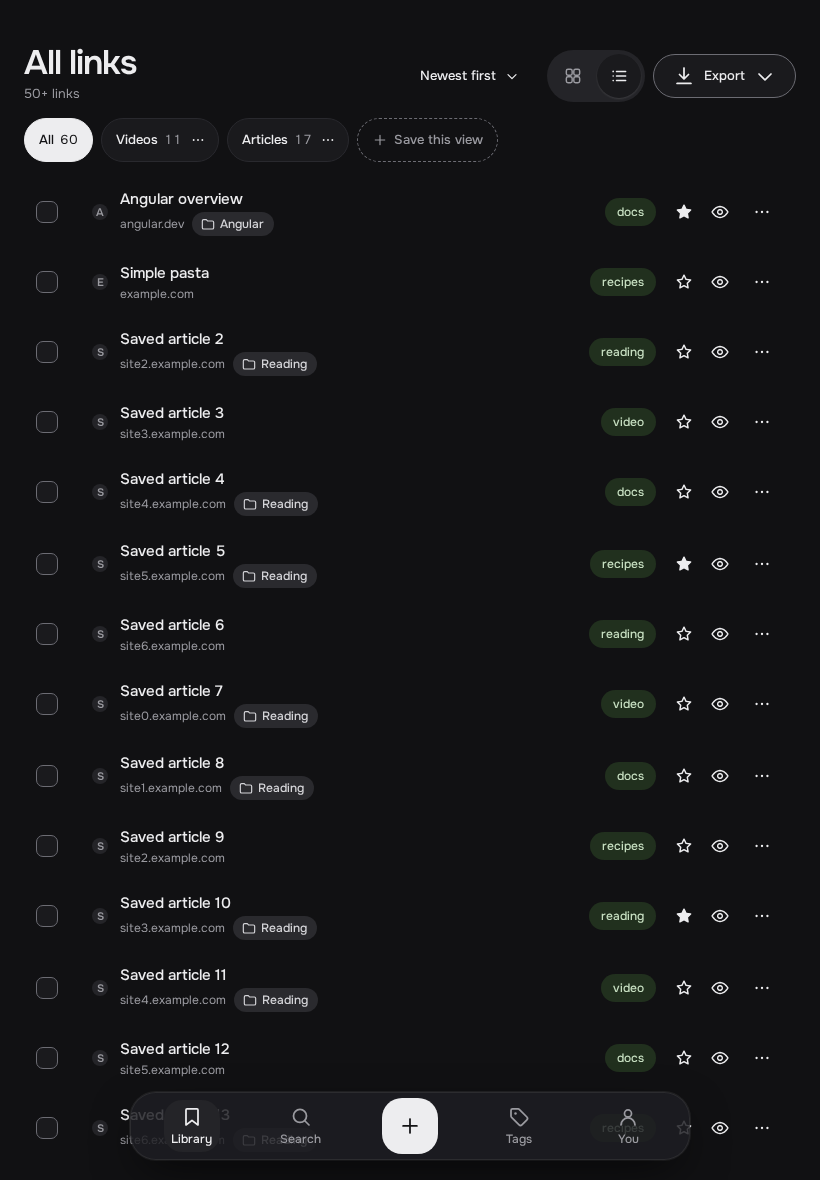 All links
50+ links
Newest first
Export
All 60
Videos 11
Articles 17
Save this view
A
Angular overview
angular.dev Angular
docs
E
Simple pasta
example.com
recipes
S
Saved article 2
site2.example.com Reading
reading
S
Saved article 3
site3.example.com
video
S
Saved article 4
site4.example.com Reading
docs
S
Saved article 5
site5.example.com Reading
recipes
S
Saved article 6
site6.example.com
reading
S
Saved article 7
site0.example.com Reading
video
S
Saved article 8
site1.example.com Reading
docs
S
Saved article 9
site2.example.com
recipes
S
Saved article 10
site3.example.com Reading
reading
S
Saved article 11
site4.example.com Reading
video
S
Saved article 12
site5.example.com
docs
S
recipes
Library
Search
Tags
You